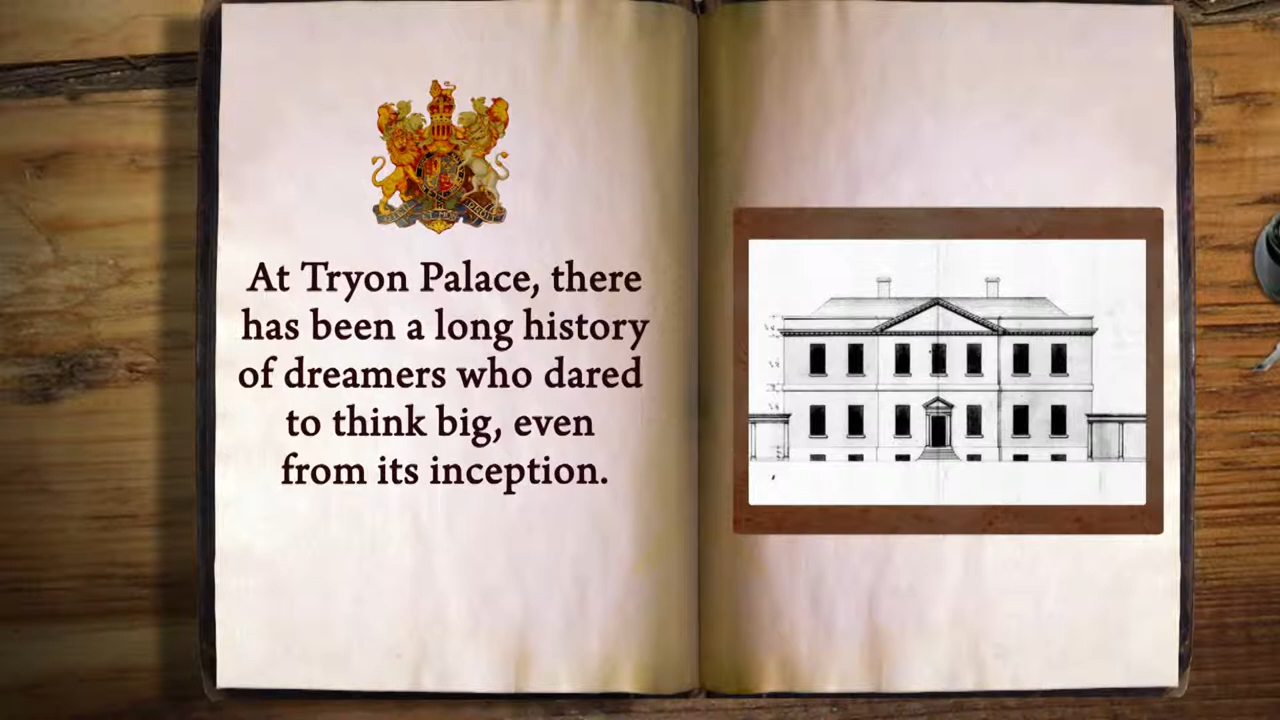 At Tryon Palace, there
has been a long history
of dreamers who dared
to think big, even
from its inception.